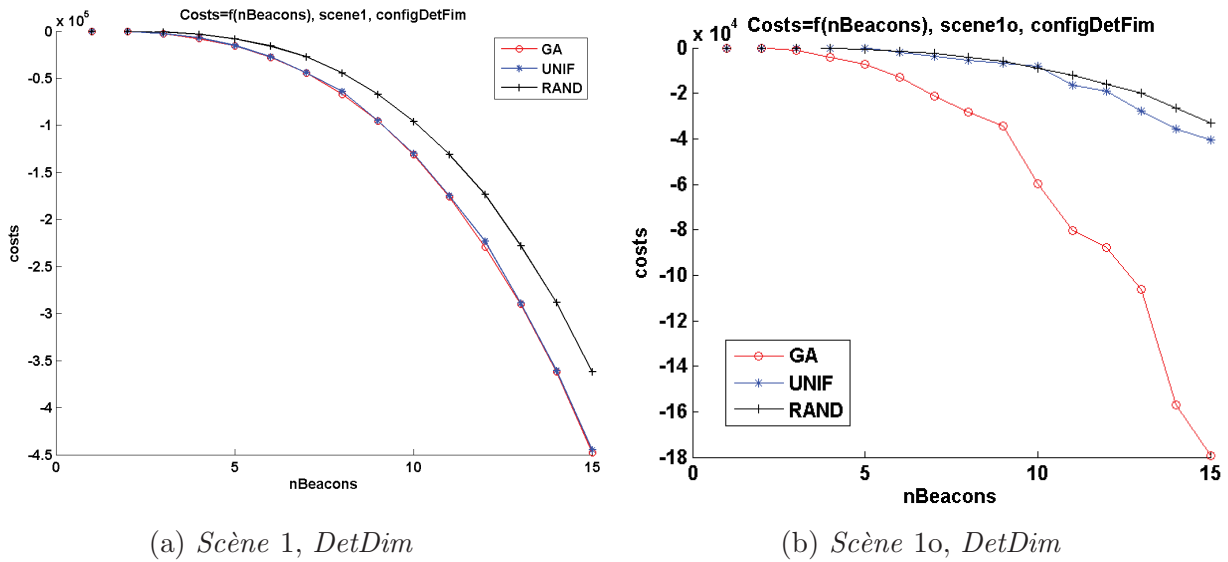 Costs=f(nBeacons), scene1, configDetFim
x 10^5
0
-0.5
-1
-1.5
-2
-2.5
-3
-3.5
-4
-4.5
costs
0
5
10
15
nBeacons
GA
UNIF
RAND
(a) Scène 1, DetDim
Costs=f(nBeacons), scene1o, configDetFim
x 10^4
0
-2
-4
-6
-8
-10
-12
-14
-16
-18
costs
0
5
10
15
nBeacons
GA
UNIF
RAND
(b) Scène 1o, DetDim